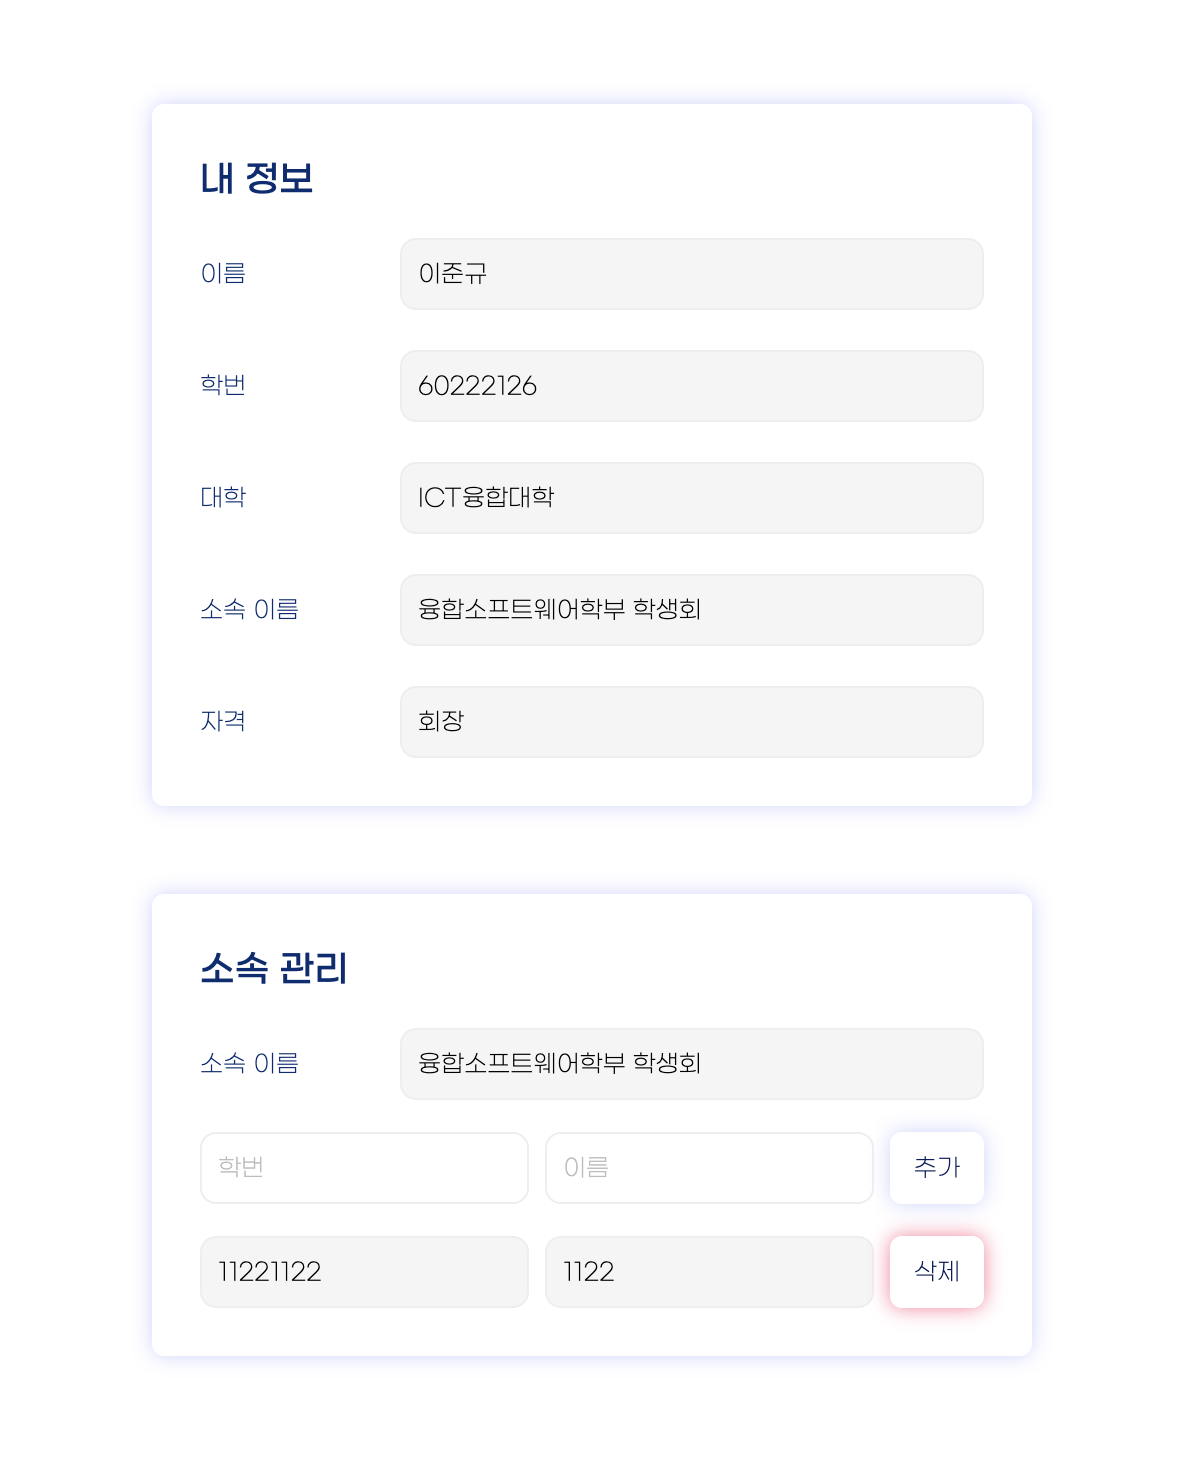 내 정보
이름 이준규
학번 60222126
대학 ICT융합대학
소속 이름 융합소프트웨어학부 학생회
자격 회장
소속 관리
소속 이름 융합소프트웨어학부 학생회
학번 이름 추가
11221122 1122 삭제